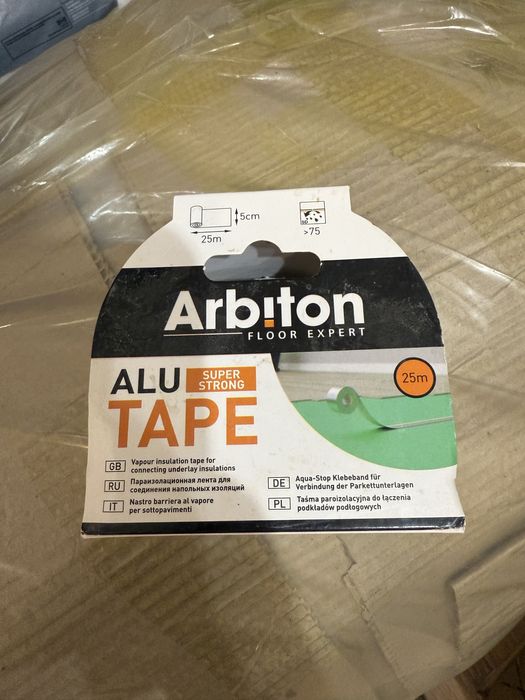 5cm
25m
SD
>75
Arbiton
FLOOR EXPERT
ALU SUPER STRONG
TAPE
25m
GB Vapour insulation tape for
connecting underlay insulations
RU Параизоляционная лента для
соединения напольных изоляций
IT Nastro barriera al vapore
per sottopavimenti
DE Aqua-Stop Klebeband für
Verbindung der Parkettunterlagen
PL Taśma paroizolacyjna do łączenia
podkładów podłogowych